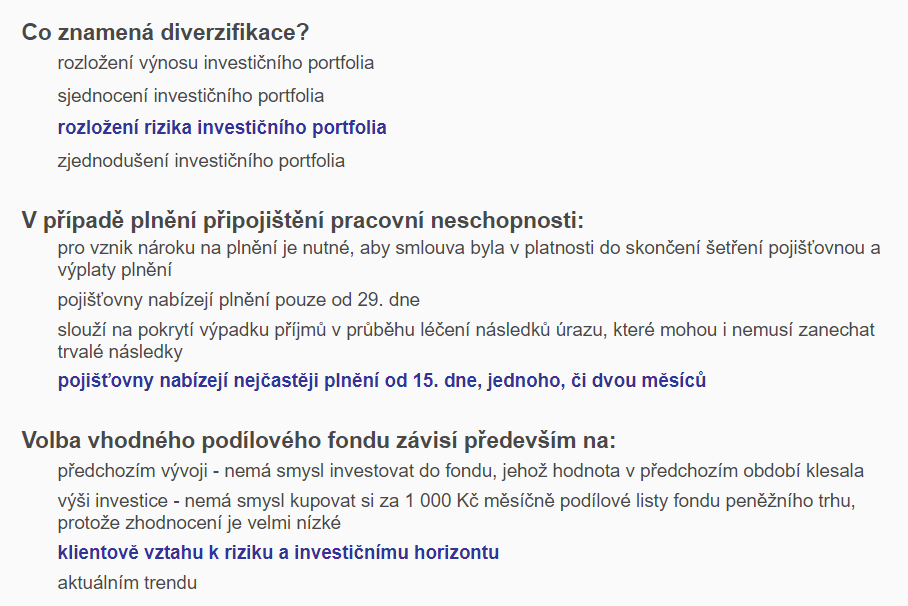 Co znamená diverzifikace?
rozložení výnosu investičního portfolia
sjednocení investičního portfolia
rozložení rizika investičního portfolia
zjednodušení investičního portfolia
V případě plnění připojištění pracovní neschopnosti:
pro vznik nároku na plnění je nutné, aby smlouva byla v platnosti do skončení šetření pojišťovnou a
výplaty plnění
pojišťovny nabízejí plnění pouze od 29. dne
slouží na pokrytí výpadku příjmů v průběhu léčení následků úrazu, které mohou i nemusí zanechat
trvalé následky
pojišťovny nabízejí nejčastěji plnění od 15. dne, jednoho, či dvou měsíců
Volba vhodného podílového fondu závisí především na:
předchozím vývoji - nemá smysl investovat do fondu, jehož hodnota v předchozím období klesala
výši investice - nemá smysl kupovat si za 1 000 Kč měsíčně podílové listy fondu peněžního trhu,
protože zhodnocení je velmi nízké
klientově vztahu k riziku a investičnímu horizontu
aktuálním trendu